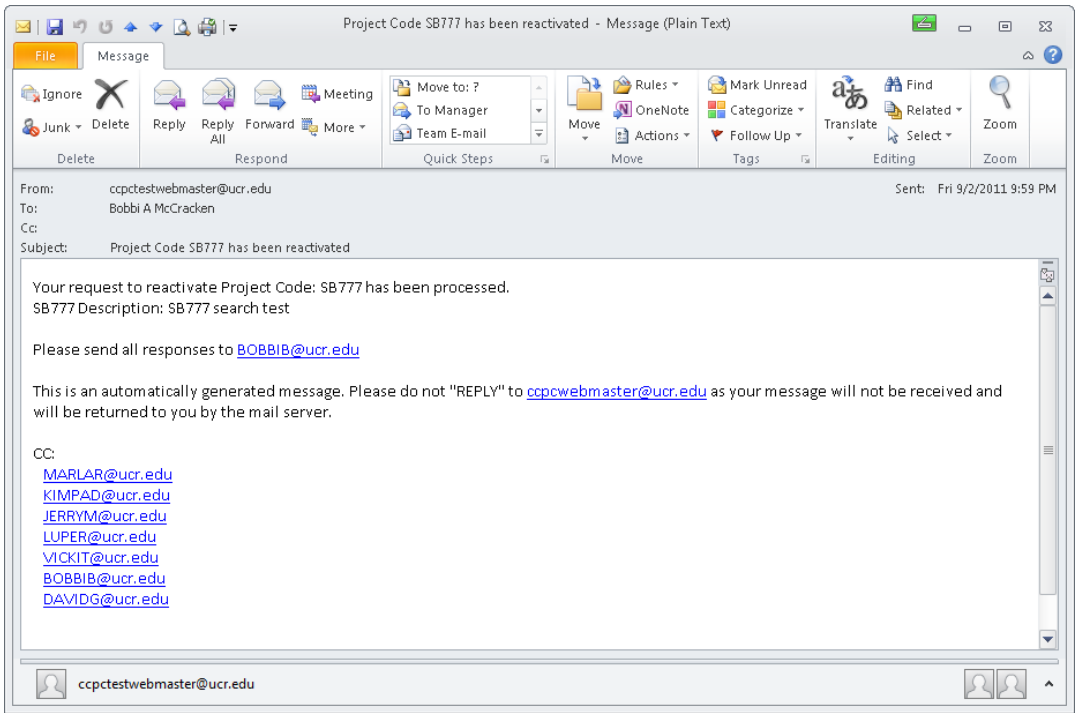 Project Code SB777 has been reactivated - Message (Plain Text)
File Message
Ignore
Junk
Delete
Reply
Reply All
Forward
Meeting
More
Move to: ?
To Manager
Team E-mail
Move
Rules
OneNote
Actions
Mark Unread
Categorize
Follow Up
Translate
Find
Related
Select
Zoom
Delete Respond Quick Steps Move Tags Editing Zoom
From: ccpctestwebmaster@ucr.edu Sent: Fri 9/2/2011 9:59 PM
To: Bobbi A McCracken
Cc:
Subject: Project Code SB777 has been reactivated
Your request to reactivate Project Code: SB777 has been processed.
SB777 Description: SB777 search test
Please send all responses to BOBBIB@ucr.edu
This is an automatically generated message. Please do not "REPLY" to ccpcwebmaster@ucr.edu as your message will not be received and
will be returned to you by the mail server.
CC:
MARLAR@ucr.edu
KIMPAD@ucr.edu
JERRYM@ucr.edu
LUPER@ucr.edu
VICKIT@ucr.edu
BOBBIB@ucr.edu
DAVIDG@ucr.edu
ccpctestwebmaster@ucr.edu